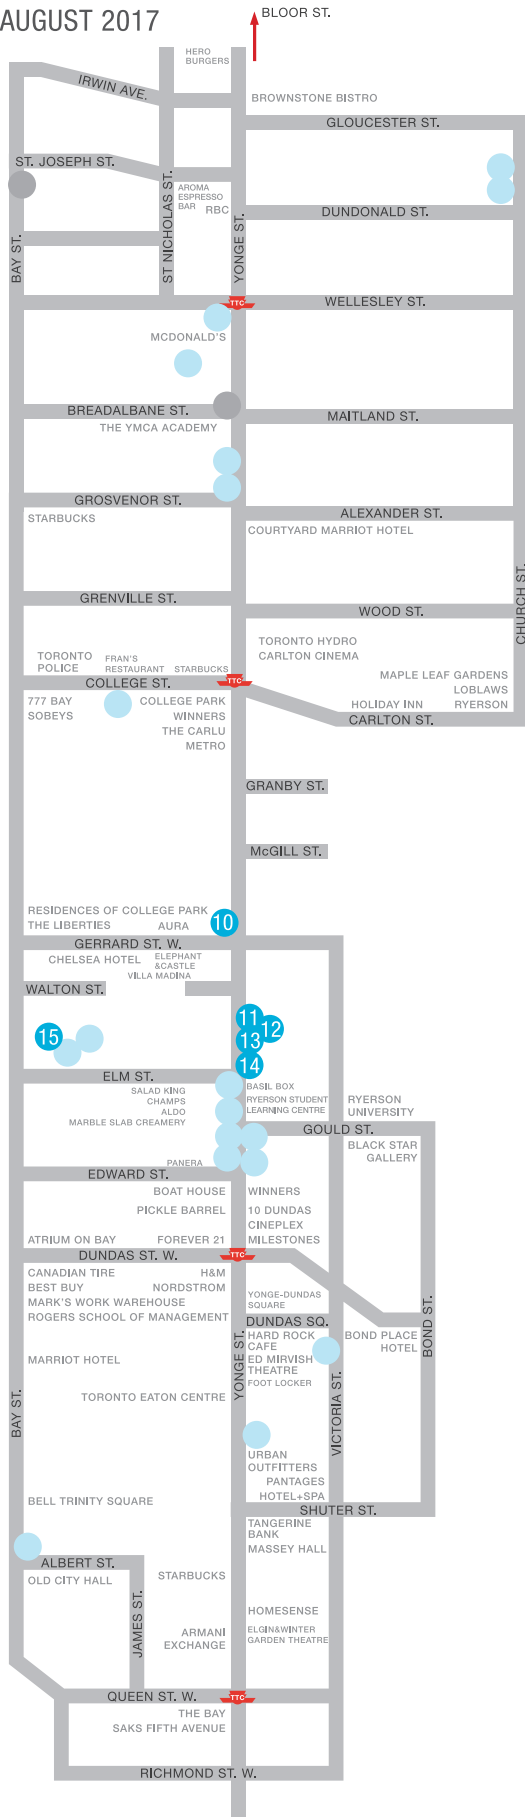 AUGUST 2017
BLOOR ST.
HERO
BURGERS
IRWIN AVE.
BROWNSTONE BISTRO
GLOUCESTER ST.
ST. JOSEPH ST.
AROMA
ESPRESSO
BAR
RBC
DUNDONALD ST.
BAY ST.
ST NICHOLAS ST.
YONGE ST.
TTC
WELLESLEY ST.
MCDONALD'S
BREADALBANE ST.
MAITLAND ST.
THE YMCA ACADEMY
GROSVENOR ST.
STARBUCKS
ALEXANDER ST.
COURTYARD MARRIOT HOTEL
GRENVILLE ST.
WOOD ST.
CHURCH ST.
TORONTO HYDRO
CARLTON CINEMA
TORONTO
POLICE
FRAN'S
RESTAURANT
STARBUCKS
TTC
COLLEGE ST.
MAPLE LEAF GARDENS
LOBLAWS
HOLIDAY INN
RYERSON
CARLTON ST.
777 BAY
SOBEYS
COLLEGE PARK
WINNERS
THE CARLU
METRO
GRANBY ST.
McGILL ST.
RESIDENCES OF COLLEGE PARK
THE LIBERTIES
AURA
10
GERRARD ST. W.
CHELSEA HOTEL
ELEPHANT
&CASTLE
VILLA MADINA
WALTON ST.
11
12
13
14
15
ELM ST.
SALAD KING
CHAMPS
ALDO
MARBLE SLAB CREAMERY
BASIL BOX
RYERSON STUDENT
LEARNING CENTRE
RYERSON
UNIVERSITY
GOULD ST.
BLACK STAR
GALLERY
PANERA
EDWARD ST.
BOAT HOUSE
PICKLE BARREL
WINNERS
10 DUNDAS
CINEPLEX
MILESTONES
ATRIUM ON BAY
FOREVER 21
DUNDAS ST. W.
TTC
CANADIAN TIRE
H&M
BEST BUY
NORDSTROM
MARK'S WORK WAREHOUSE
ROGERS SCHOOL OF MANAGEMENT
YONGE-DUNDAS
SQUARE
DUNDAS SQ.
HARD ROCK
CAFE
ED MIRVISH
THEATRE
FOOT LOCKER
BOND PLACE
HOTEL
BOND ST.
MARRIOT HOTEL
BAY ST.
YONGE ST.
VICTORIA ST.
TORONTO EATON CENTRE
URBAN
OUTFITTERS
PANTAGES
HOTEL+SPA
BELL TRINITY SQUARE
SHUTER ST.
TANGERINE
BANK
MASSEY HALL
ALBERT ST.
OLD CITY HALL
STARBUCKS
JAMES ST.
HOMESENSE
ARMANI
EXCHANGE
ELGIN&WINTER
GARDEN THEATRE
QUEEN ST. W.
TTC
THE BAY
SAKS FIFTH AVENUE
RICHMOND ST. W.